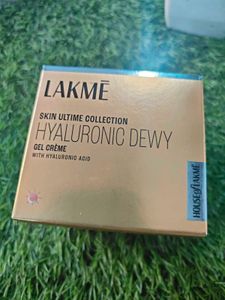 LAKMĒ
SKIN ULTIME COLLECTION
HYALURONIC DEWY
GEL CRÈME
WITH HYALURONIC ACID
HOUSE OF LAKMĒ